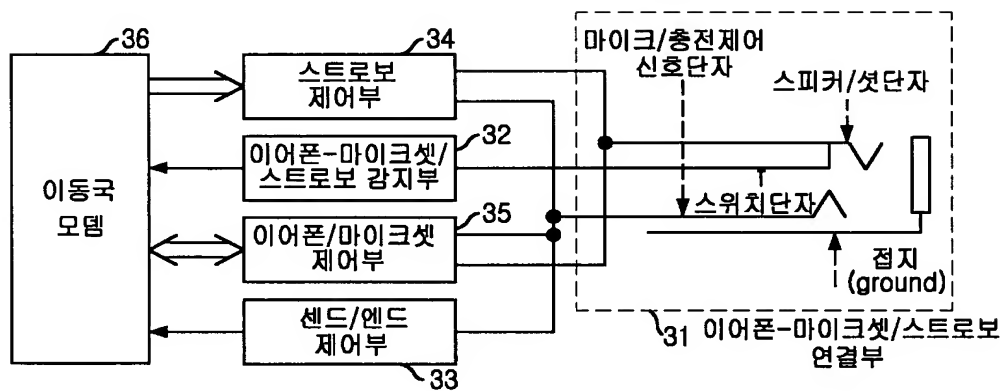 36
이동국
모뎀
34
스트로보
제어부
32
이어폰-마이크셋/
스트로보 감지부
35
이어폰/마이크셋
제어부
센드/엔드
제어부
33
마이크/충전제어
신호단자
스피커/셧단자
스위치단자
접지
(ground)
31 이어폰-마이크셋/스트로보
연결부